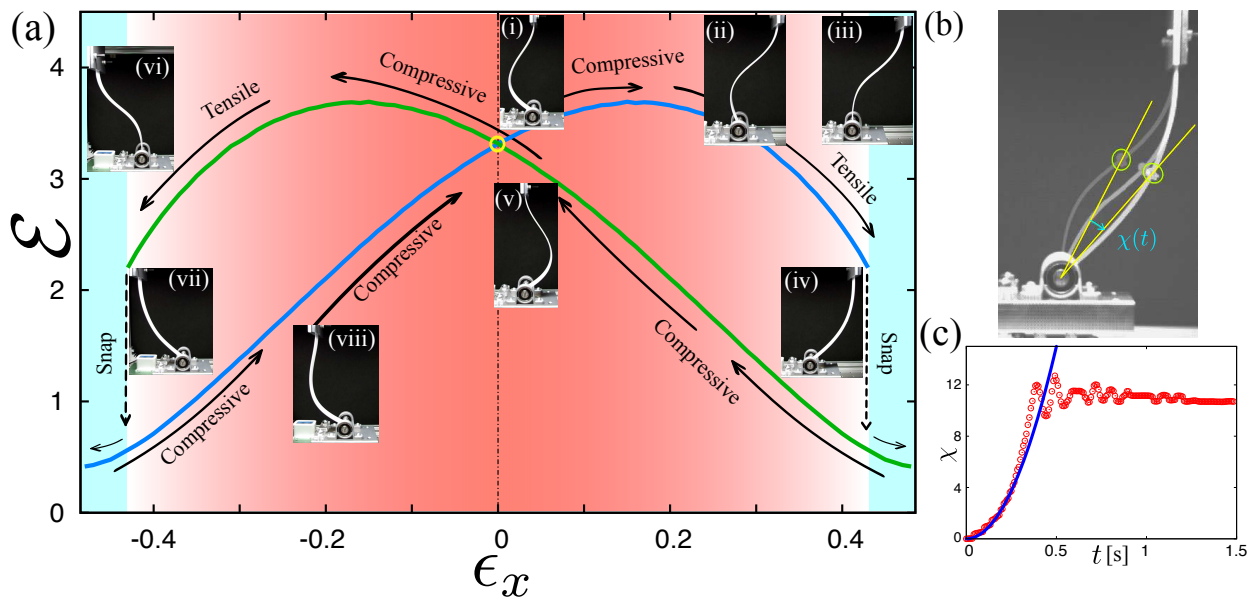 (a)
(b)
(c)
ℰ
4
3
2
1
0
-0.4
-0.2
0
0.2
0.4
ϵₓ
(i)
(ii)
(iii)
(iv)
(v)
(vi)
(vii)
(viii)
Compressive
Compressive
Tensile
Tensile
Compressive
Compressive
Compressive
Compressive
Snap
Snap
χ(t)
χ
12
8
4
0
0
0.5
1
1.5
t [s]